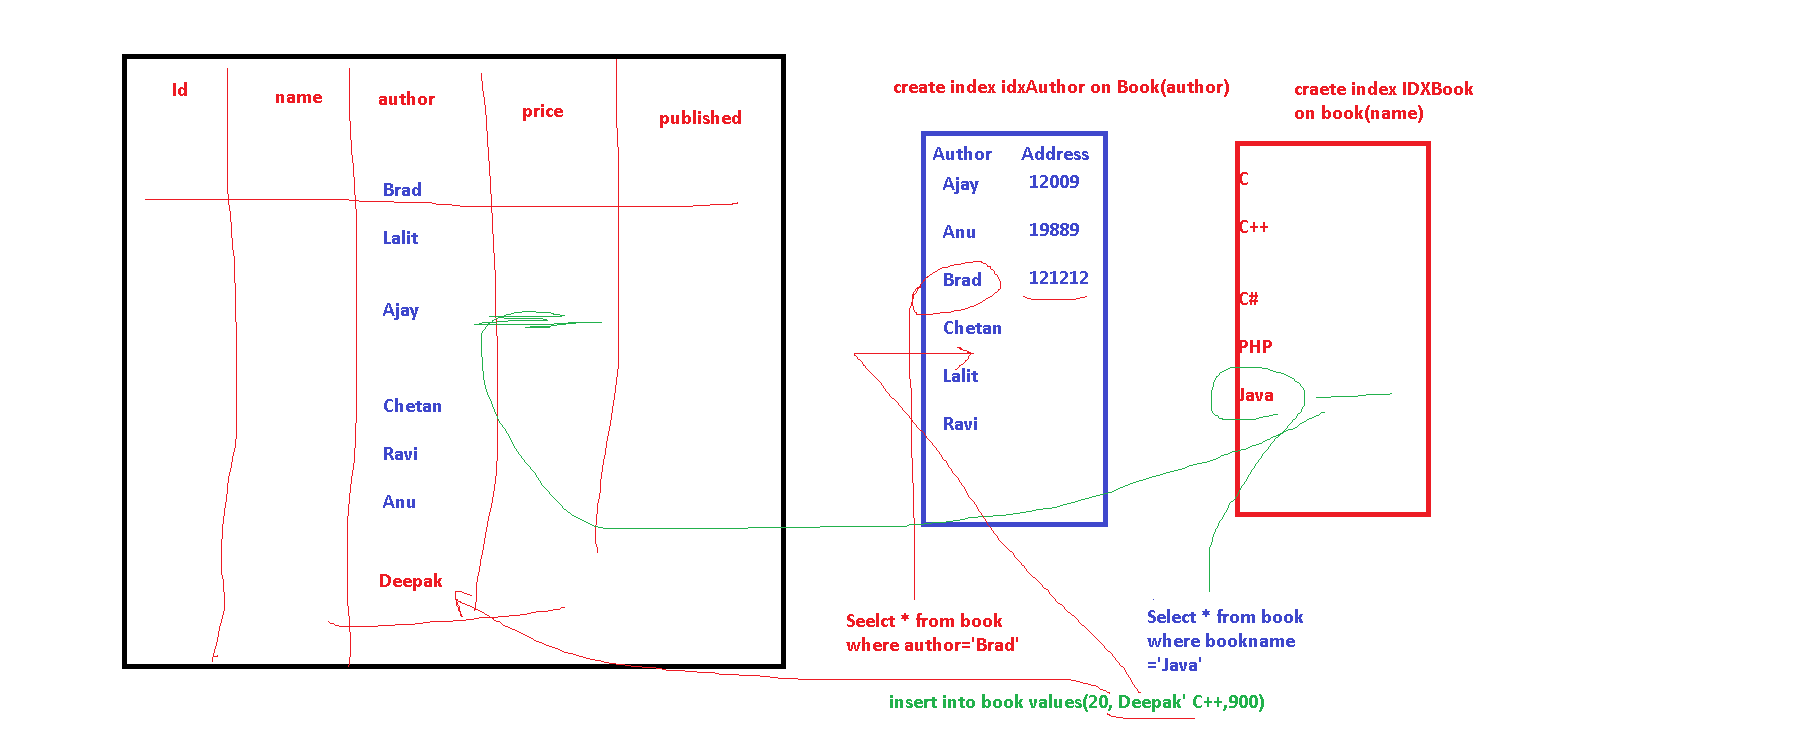 Id
name
author
price
published
Brad
Lalit
Ajay
Chetan
Ravi
Anu
Deepak
create index idxAuthor on Book(author)
Author Address
Ajay 12009
Anu 19889
Brad 121212
Chetan
Lalit
Ravi
craete index IDXBook
on book(name)
C
C++
C#
PHP
Java
Seelct * from book
where author='Brad'
Select * from book
where bookname
='Java'
insert into book values(20, Deepak' C++,900)